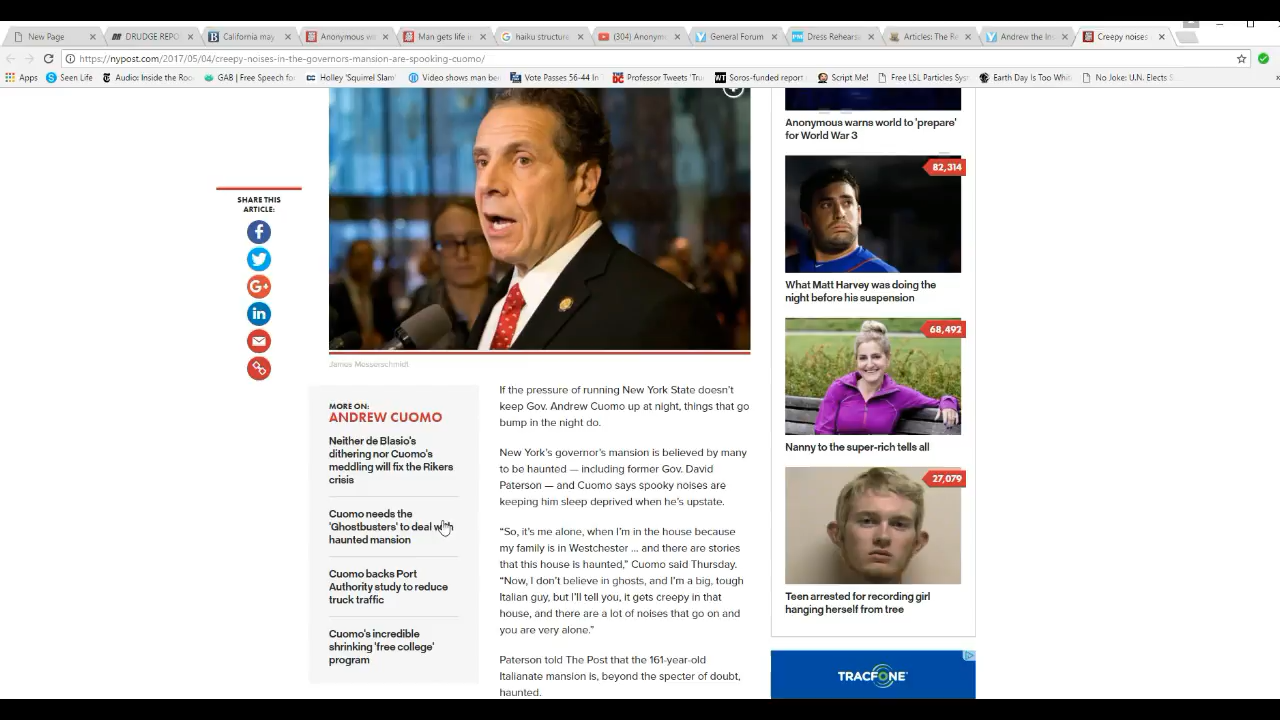 New Page
DRUDGE REPO
California may
Anonymous wa
Man gets life in
haiku structure
(304) Anonymo
General Forum
Dress Rehearsa
Articles: The Re
Andrew the In
Creepy noises
https://nypost.com/2017/05/04/creepy-noises-in-the-governors-mansion-are-spooking-cuomo/
Apps
Seen Life
Audio: Inside the Roo
GAB | Free Speech fo
Holley 'Squirrel Slam
Video shows man be
Vote Passes 56-44 In
Professor Tweets 'Tru
Soros-funded report
Script Me!
Free LSL Particles Sys
Earth Day Is Too Whit
No Joke: U.N. Elects S
SHARE THIS
ARTICLE:
James Messerschmidt
MORE ON:
ANDREW CUOMO
Neither de Blasio's
dithering nor Cuomo's
meddling will fix the Rikers
crisis
Cuomo needs the
'Ghostbusters' to deal with
haunted mansion
Cuomo backs Port
Authority study to reduce
truck traffic
Cuomo's incredible
shrinking 'free college'
program
If the pressure of running New York State doesn't
keep Gov. Andrew Cuomo up at night, things that go
bump in the night do.
New York's governor's mansion is believed by many
to be haunted — including former Gov. David
Paterson — and Cuomo says spooky noises are
keeping him sleep deprived when he's upstate.
“So, it's me alone, when I'm in the house because
my family is in Westchester ... and there are stories
that this house is haunted,” Cuomo said Thursday.
“Now, I don't believe in ghosts, and I'm a big, tough
Italian guy, but I'll tell you, it gets creepy in that
house, and there are a lot of noises that go on and
you are very alone.”
Paterson told The Post that the 161-year-old
Italianate mansion is, beyond the specter of doubt,
haunted.
Anonymous warns world to 'prepare'
for World War 3
82,314
What Matt Harvey was doing the
night before his suspension
68,492
Nanny to the super-rich tells all
27,079
Teen arrested for recording girl
hanging herself from tree
TRACFONE